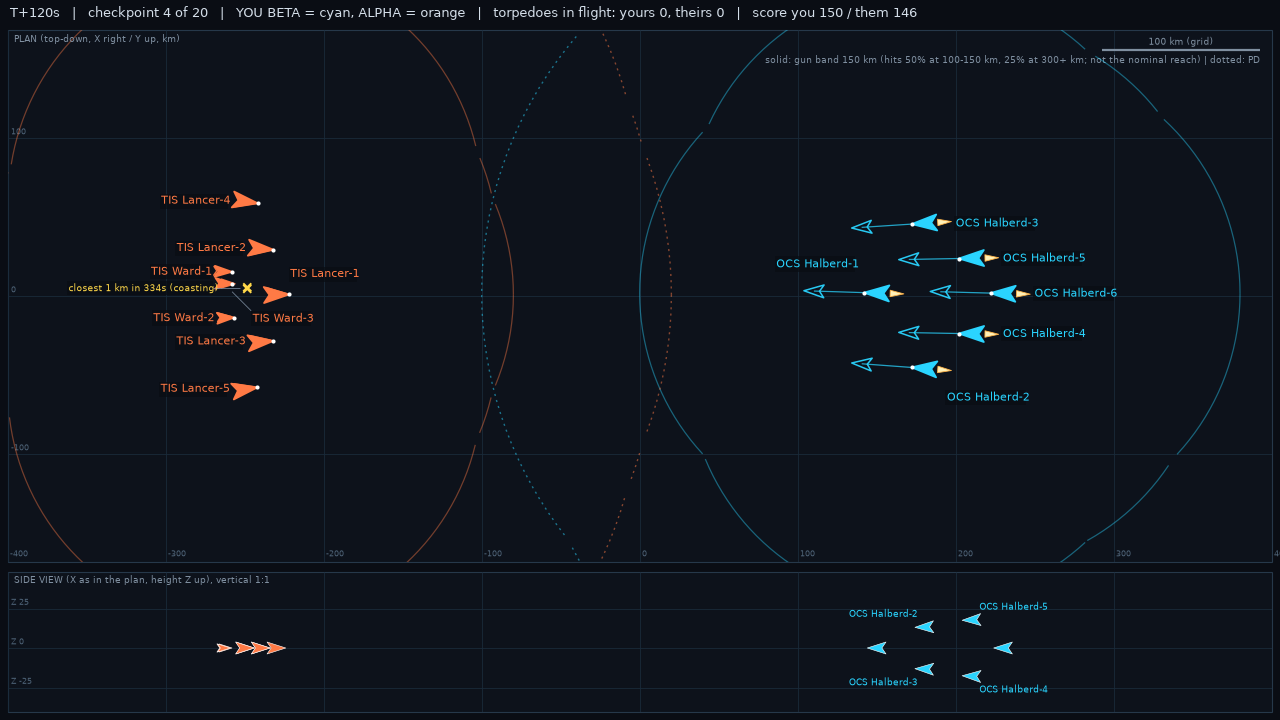 T+120s | checkpoint 4 of 20 | YOU BETA = cyan, ALPHA = orange | torpedoes in flight: yours 0, theirs 0 | score you 150 / them 146
PLAN (top-down, X right / Y up, km)
100 km (grid)
solid: gun band 150 km (hits 50% at 100-150 km, 25% at 300+ km; not the nominal reach) | dotted: PD
100
TIS Lancer-4
OCS Halberd-3
TIS Lancer-2
OCS Halberd-5
TIS Ward-1
TIS Lancer-1
OCS Halberd-1
closest 1 km in 334s (coasting)
0
OCS Halberd-6
TIS Ward-2
TIS Ward-3
TIS Lancer-3
OCS Halberd-4
TIS Lancer-5
OCS Halberd-2
-100
-400
-300
-200
-100
0
100
200
300
SIDE VIEW (X as in the plan, height Z up), vertical 1:1
Z 25
OCS Halberd-2
OCS Halberd-5
Z 0
OCS Halberd-3
OCS Halberd-4
Z -25